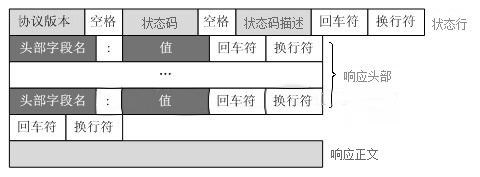 协议版本 空格 状态码 空格 状态码描述 回车符 换行符 状态行
头部字段名 : 值 回车符 换行符
... 响应头部
头部字段名 : 值 回车符 换行符
回车符 换行符
响应正文